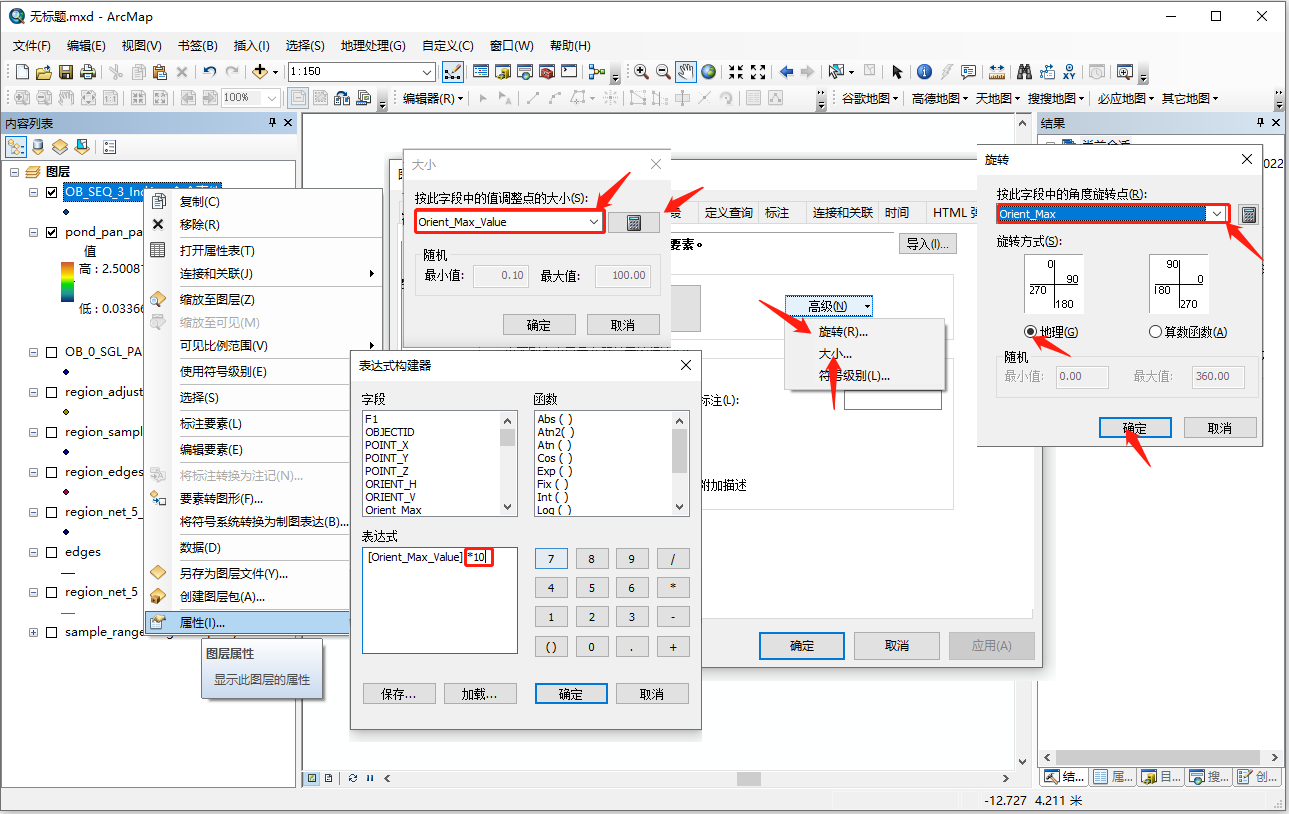 无标题.mxd - ArcMap
文件(F) 编辑(E) 视图(V) 书签(B) 插入(I) 选择(S) 地理处理(G) 自定义(C) 窗口(W) 帮助(H)
1:150
100%
编辑器(R)
谷歌地图 高德地图 天地图 搜搜地图 必应地图 其它地图
内容列表
图层
OB_SEQ_3_In
pond_pan_pa
值
高 : 2.5008
低 : 0.0336
OB_0_SGL_PA
region_adjust
region_samp
region_edges
region_net_5_
edges
region_net_5
sample_range
复制(C)
移除(R)
打开属性表(T)
连接和关联(J)
缩放至图层(Z)
缩放至可见(M)
可见比例范围(V)
使用符号级别(E)
选择(S)
标注要素(L)
编辑要素(E)
将标注转换为注记(N)...
要素转图形(F)...
将符号系统转换为制图表达(B)...
数据(D)
另存为图层文件(Y)...
创建图层包(A)...
属性(I)...
图层属性
显示此图层的属性
大小
按此字段中的值调整点的大小(S):
Orient_Max_Value
随机
最小值: 0.10 最大值: 100.00
确定 取消
定义查询 标注 连接和关联 时间 HTML
要素。
导入(I)...
高级(N)
旋转(R)...
大小...
符号级别(L)...
标注(L):
附加描述
确定 取消 应用(A)
表达式构建器
字段 函数
F1
OBJECTID
POINT_X
POINT_Y
POINT_Z
ORIENT_H
ORIENT_V
Orient_Max
Abs ( )
Atn2( )
Atn ( )
Cos ( )
Exp ( )
Fix ( )
Int ( )
Log ( )
表达式
[Orient_Max_Value] *10
7 8 9 /
4 5 6 *
1 2 3 -
( ) 0 . +
保存... 加载... 确定 取消
结果
022
旋转
按此字段中的角度旋转点(R):
Orient_Max
旋转方式(S):
0 90 270 180
90 0 180 270
地理(G) 算数函数(A)
随机
最小值: 0.00 最大值: 360.00
确定 取消
结... 属... 目... 搜... 创...
-12.727 4.211 米